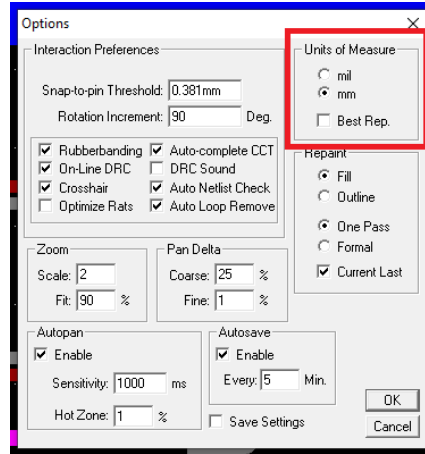 Options
Interaction Preferences
Snap-to-pin Threshold: 0.381mm
Rotation Increment: 90 Deg.
Rubberbanding Auto-complete CCT
On-Line DRC DRC Sound
Crosshair Auto Netlist Check
Optimize Rats Auto Loop Remove
Units of Measure
mil
mm
Best Rep.
Repaint
Fill
Outline
One Pass
Formal
Current Last
Zoom
Scale: 2
Fit: 90 %
Pan Delta
Coarse: 25 %
Fine: 1 %
Autopan
Enable
Sensitivity: 1000 ms
Hot Zone: 1 %
Autosave
Enable
Every: 5 Min.
Save Settings
OK
Cancel